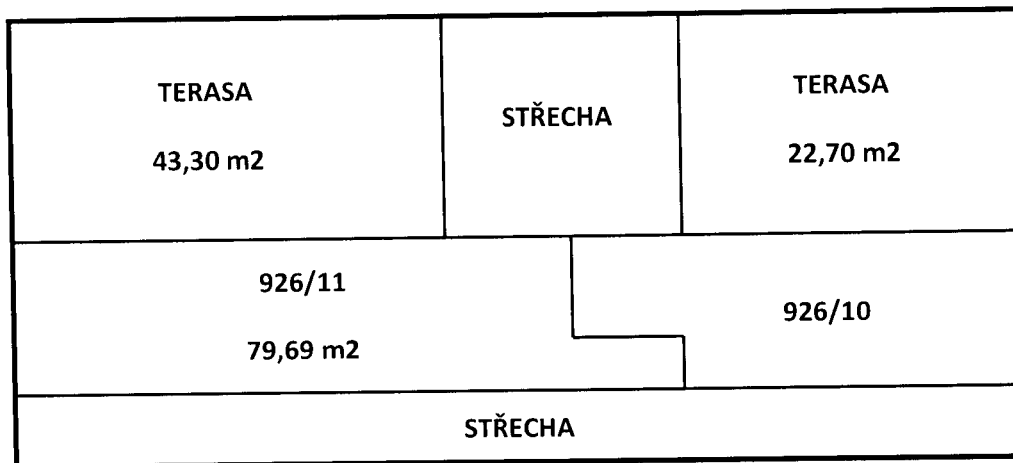 TERASA
43,30 m2
STŘECHA
TERASA
22,70 m2
926/11
79,69 m2
926/10
STŘECHA